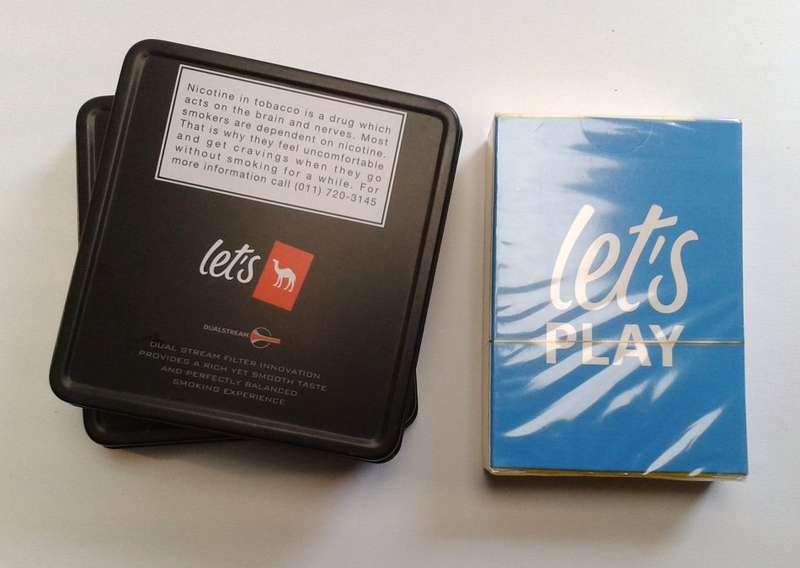 Nicotine in tobacco is a drug which
acts on the brain and nerves. Most
smokers are dependent on nicotine.
That is why they feel uncomfortable
and get cravings when they go
without smoking for a while. For
more information call (011) 720-3145
let's
DUALSTREAM
DUAL STREAM FILTER INNOVATION
PROVIDES A RICH YET SMOOTH TASTE
AND PERFECTLY BALANCED
SMOKING EXPERIENCE
let's
PLAY